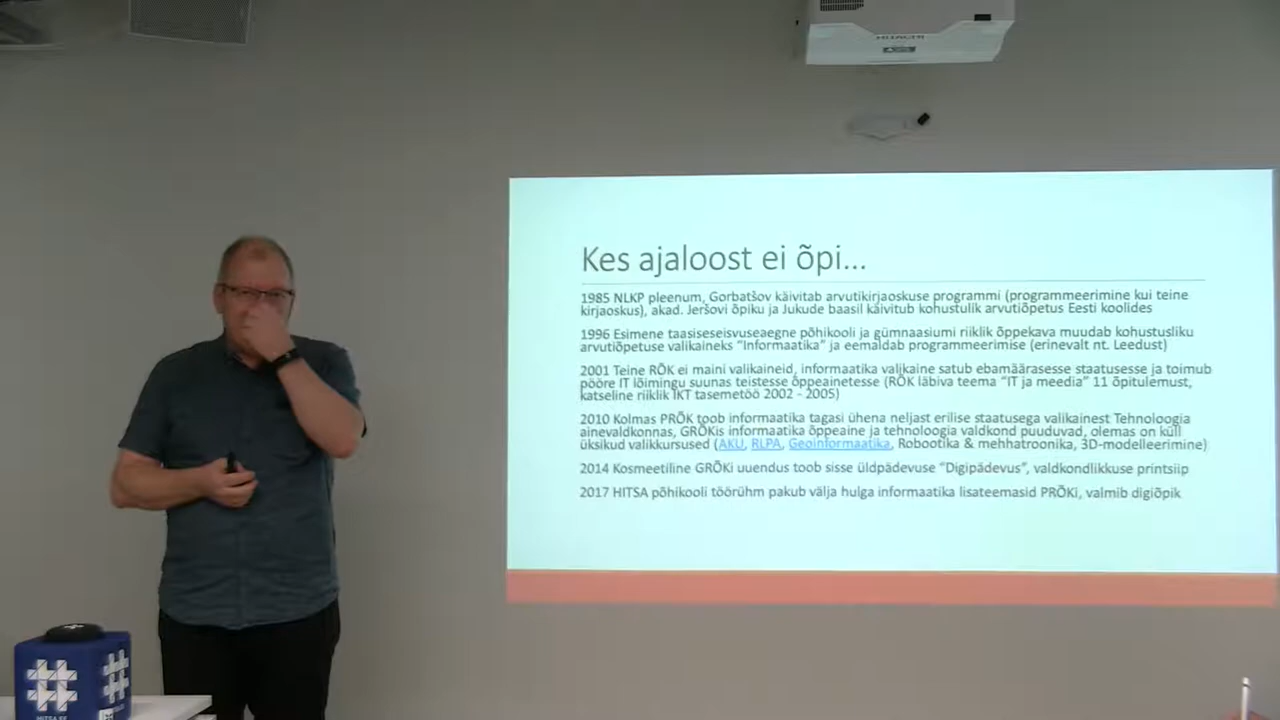 HITACHI
Kes ajaloost ei õpi...
1985 NLKP pleenum, Gorbatšov käivitab arvutikirjaoskuse programmi (programmeerimine kui teine
kirjaoskus), akad. Jeršovi õpiku ja Jukude baasil käivitub kohustulik arvutiõpetus Eesti koolides
1996 Esimene taasiseseisvuseaegne põhikooli ja gümnaasiumi riiklik õppekava muudab kohustusliku
arvutiõpetuse valikaineks "Informaatika" ja eemaldab programmeerimise (erinevalt nt. Leedust)
2001 Teine RÕK ei maini valikaineid, informaatika valikaine satub ebamäärasesse staatusesse ja toimub
pööre IT lõimingu suunas teistesse õppeainetesse (RÕK läbiva teema "IT ja meedia" 11 õpitulemust,
katseline riiklik IKT tasemetöö 2002 - 2005)
2010 Kolmas PRÕK toob informaatika tagasi ühena neljast erilise staatusega valikainest Tehnoloogia
ainevaldkonnas, GRÕKis informaatika õppeaine ja tehnoloogia valdkond puuduvad, olemas on küll
üksikud valikkursused (AKU, RLPA, Geoinformaatika, Robootika & mehhatroonika, 3D-modelleerimine)
2014 Kosmeetiline GRÕKi uuendus toob sisse üldpädevuse "Digipädevus", valdkondlikkuse printsiip
2017 HITSA põhikooli töörühm pakub välja hulga informaatika lisateemasid PRÕKi, valmib digiõpik
HITSA.EE